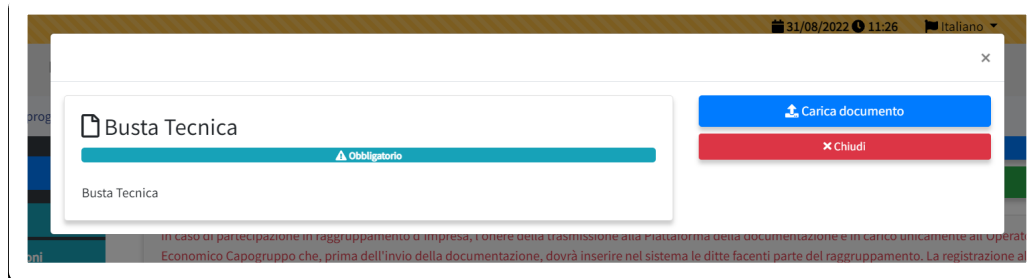 31/08/2022 11:26 Italiano
×
prog
Carica documento
Busta Tecnica
Obbligatorio
Chiudi
Busta Tecnica
In caso di partecipazione in raggruppamento d'impresa, l'onere della trasmissione alla Piattaforma della documentazione è in carico unicamente all'Operat
oni
Economico Capogruppo che, prima dell'invio della documentazione, dovrà inserire nel sistema le ditte facenti parte del raggruppamento. La registrazione a